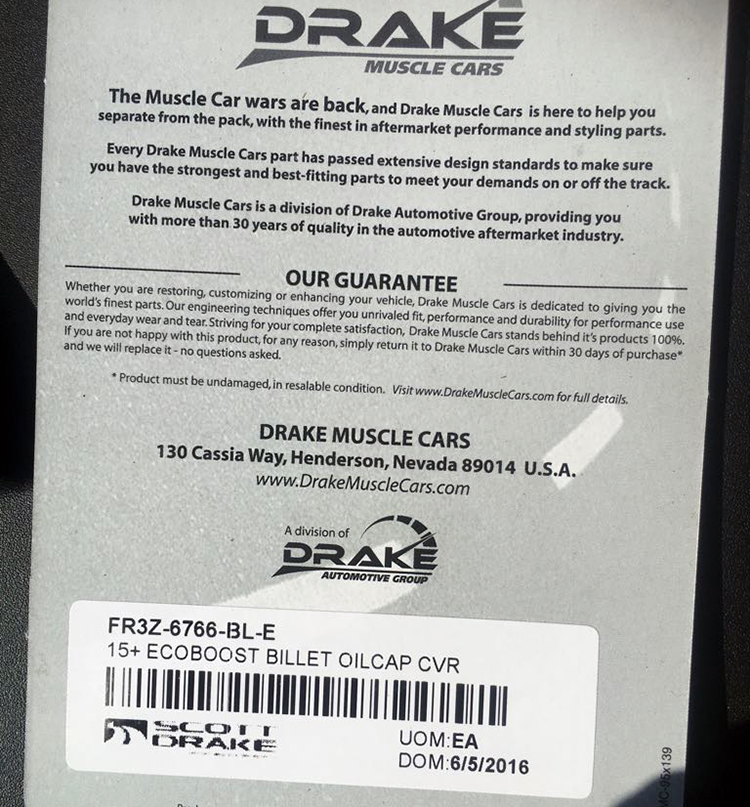 DRAKE
MUSCLE CARS
The Muscle Car wars are back, and Drake Muscle Cars is here to help you
separate from the pack, with the finest in aftermarket performance and styling parts.
Every Drake Muscle Cars part has passed extensive design standards to make sure
you have the strongest and best-fitting parts to meet your demands on or off the track.
Drake Muscle Cars is a division of Drake Automotive Group, providing you
with more than 30 years of quality in the automotive aftermarket industry.
OUR GUARANTEE
Whether you are restoring, customizing or enhancing your vehicle, Drake Muscle Cars is dedicated to giving you the
world's finest parts. Our engineering techniques offer you unrivaled fit, performance and durability for performance use
and everyday wear and tear. Striving for your complete satisfaction, Drake Muscle Cars stands behind it's products 100%.
If you are not happy with this product, for any reason, simply return it to Drake Muscle Cars within 30 days of purchase*
and we will replace it - no questions asked.
* Product must be undamaged, in resalable condition. Visit www.DrakeMuscleCars.com for full details.
DRAKE MUSCLE CARS
130 Cassia Way, Henderson, Nevada 89014 U.S.A.
www.DrakeMuscleCars.com
A division of
DRAKE
AUTOMOTIVE GROUP
FR3Z-6766-BL-E
15+ ECOBOOST BILLET OILCAP CVR
SCOTT
DRAKE
UOM:EA
DOM:6/5/2016
C-95x139